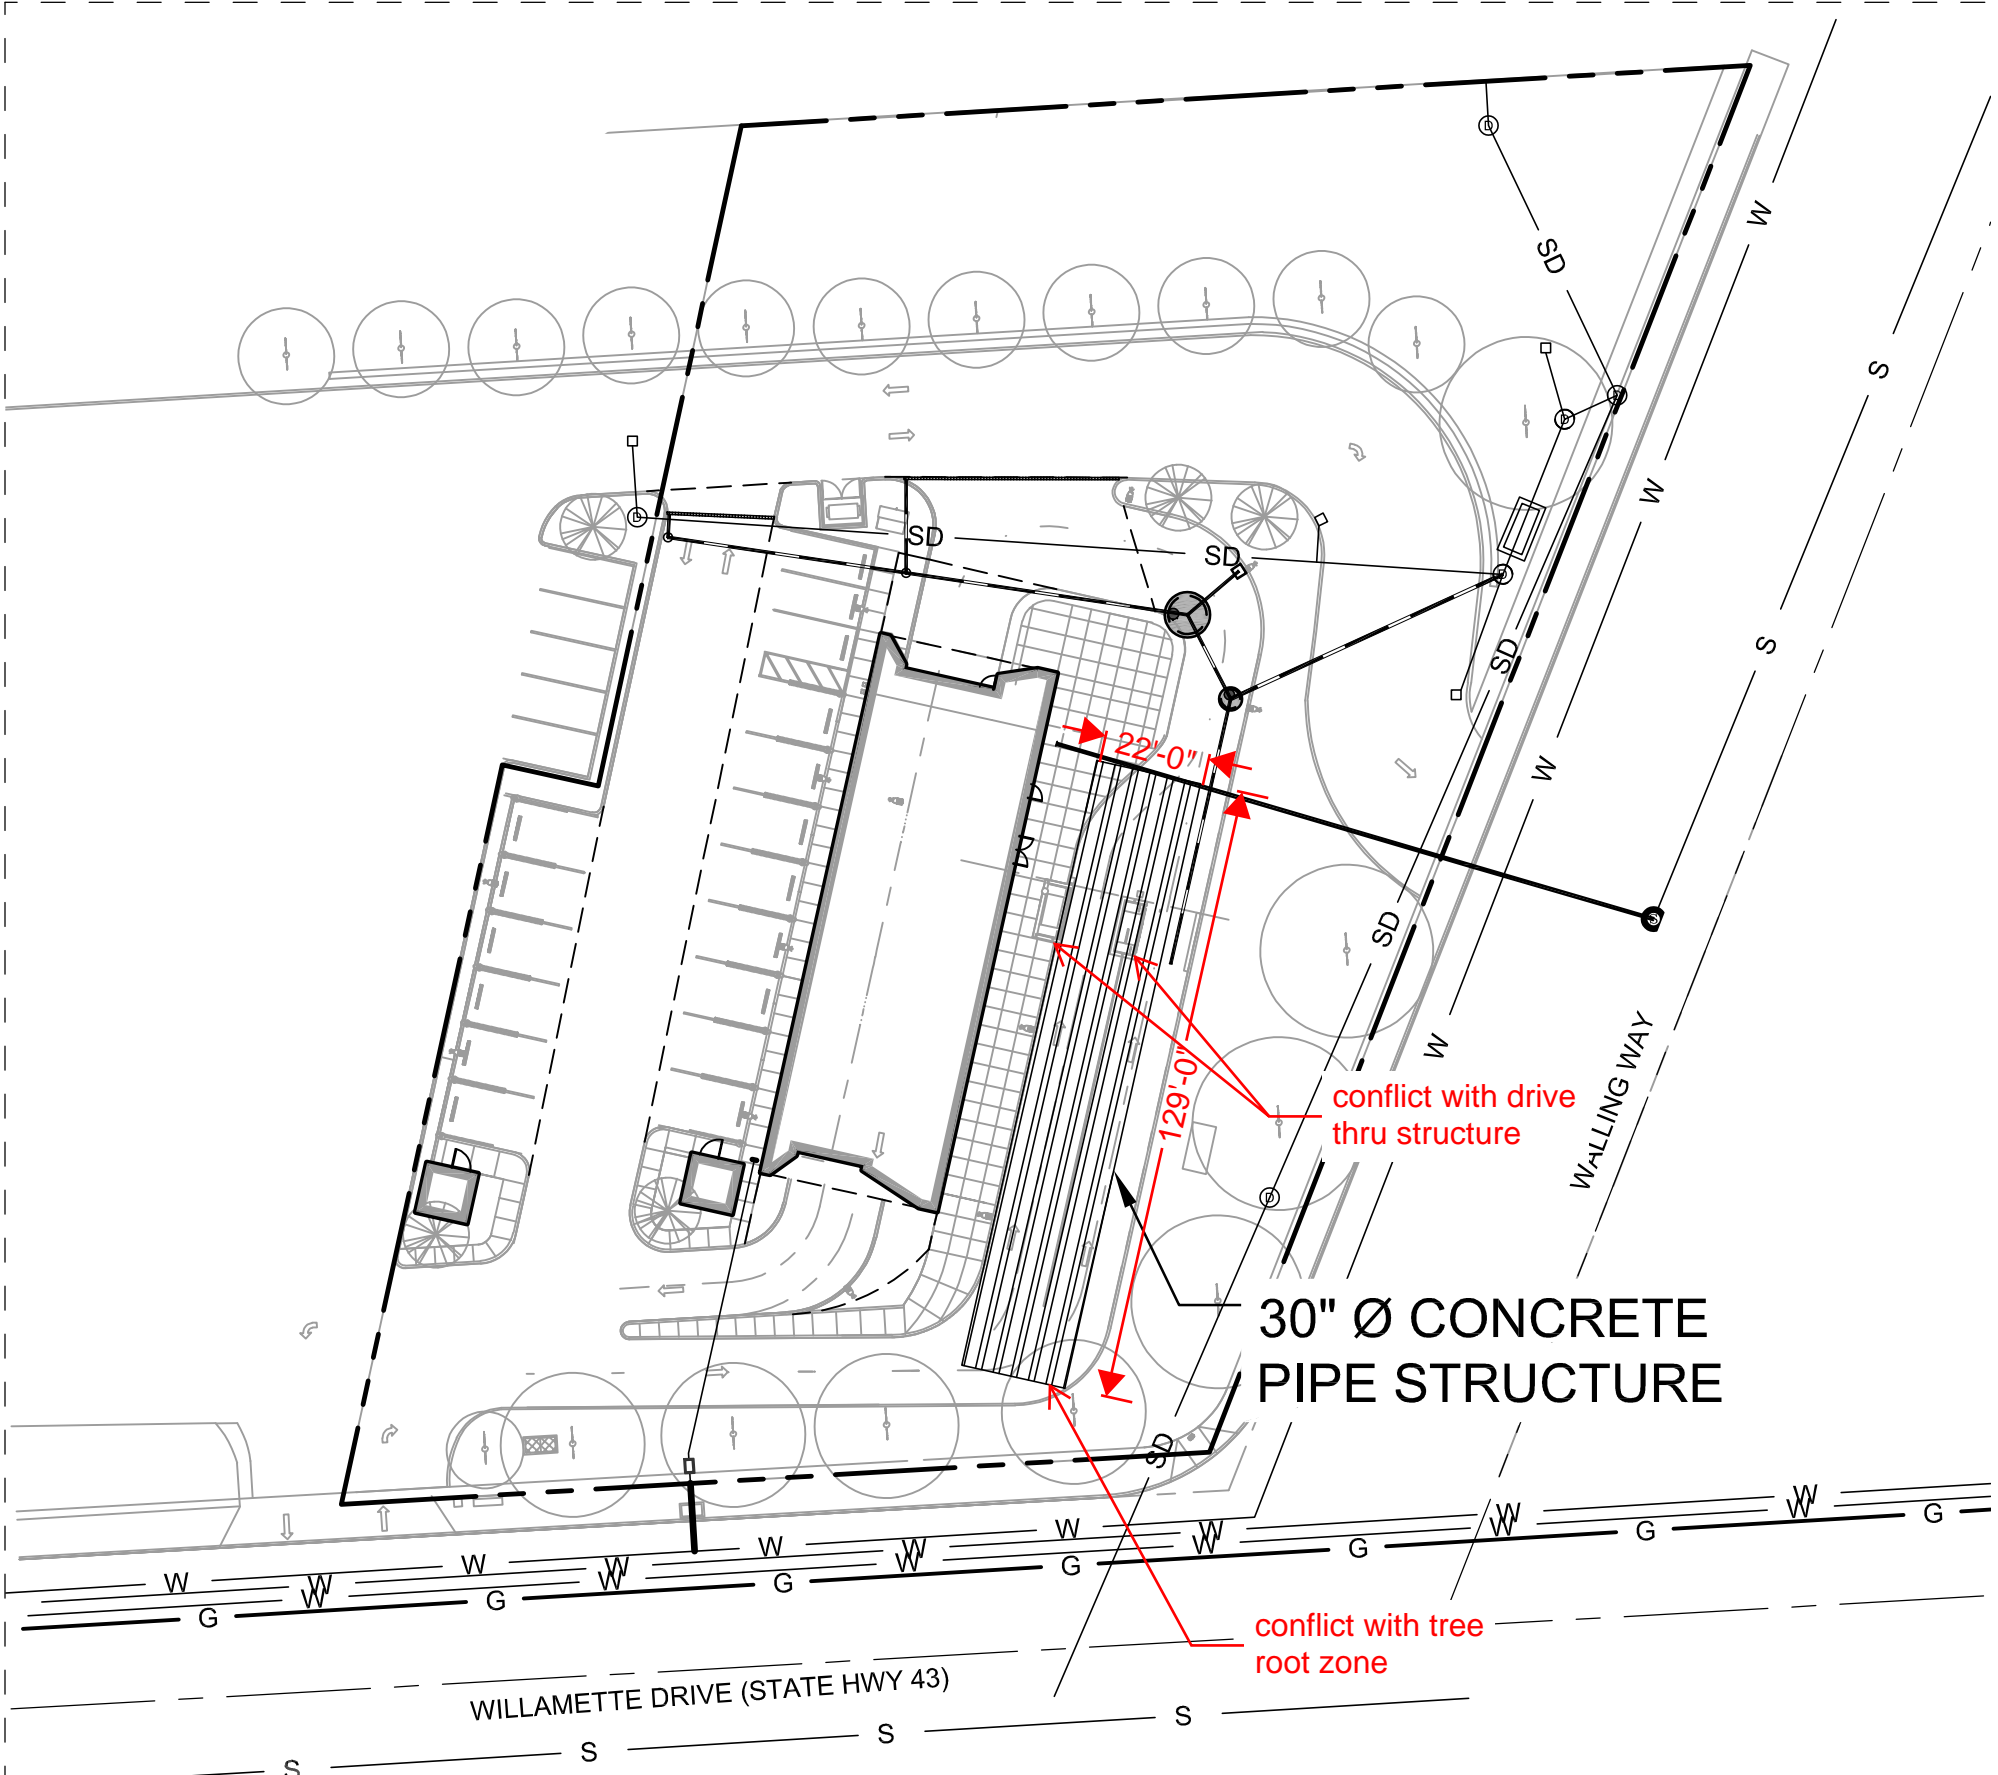 W
S
SD
S
W
SD
SD
S
SD
W
22'-0"
SD
W
WALLING WAY
129'-0"
conflict with drive
thru structure
30" Ø CONCRETE
PIPE STRUCTURE
SD
W
W
W
W
W
W
W
W
W
W
W
W
W
W
G
G
G
G
G
G
G
conflict with tree
root zone
WILLAMETTE DRIVE (STATE HWY 43)
S
S
S
S